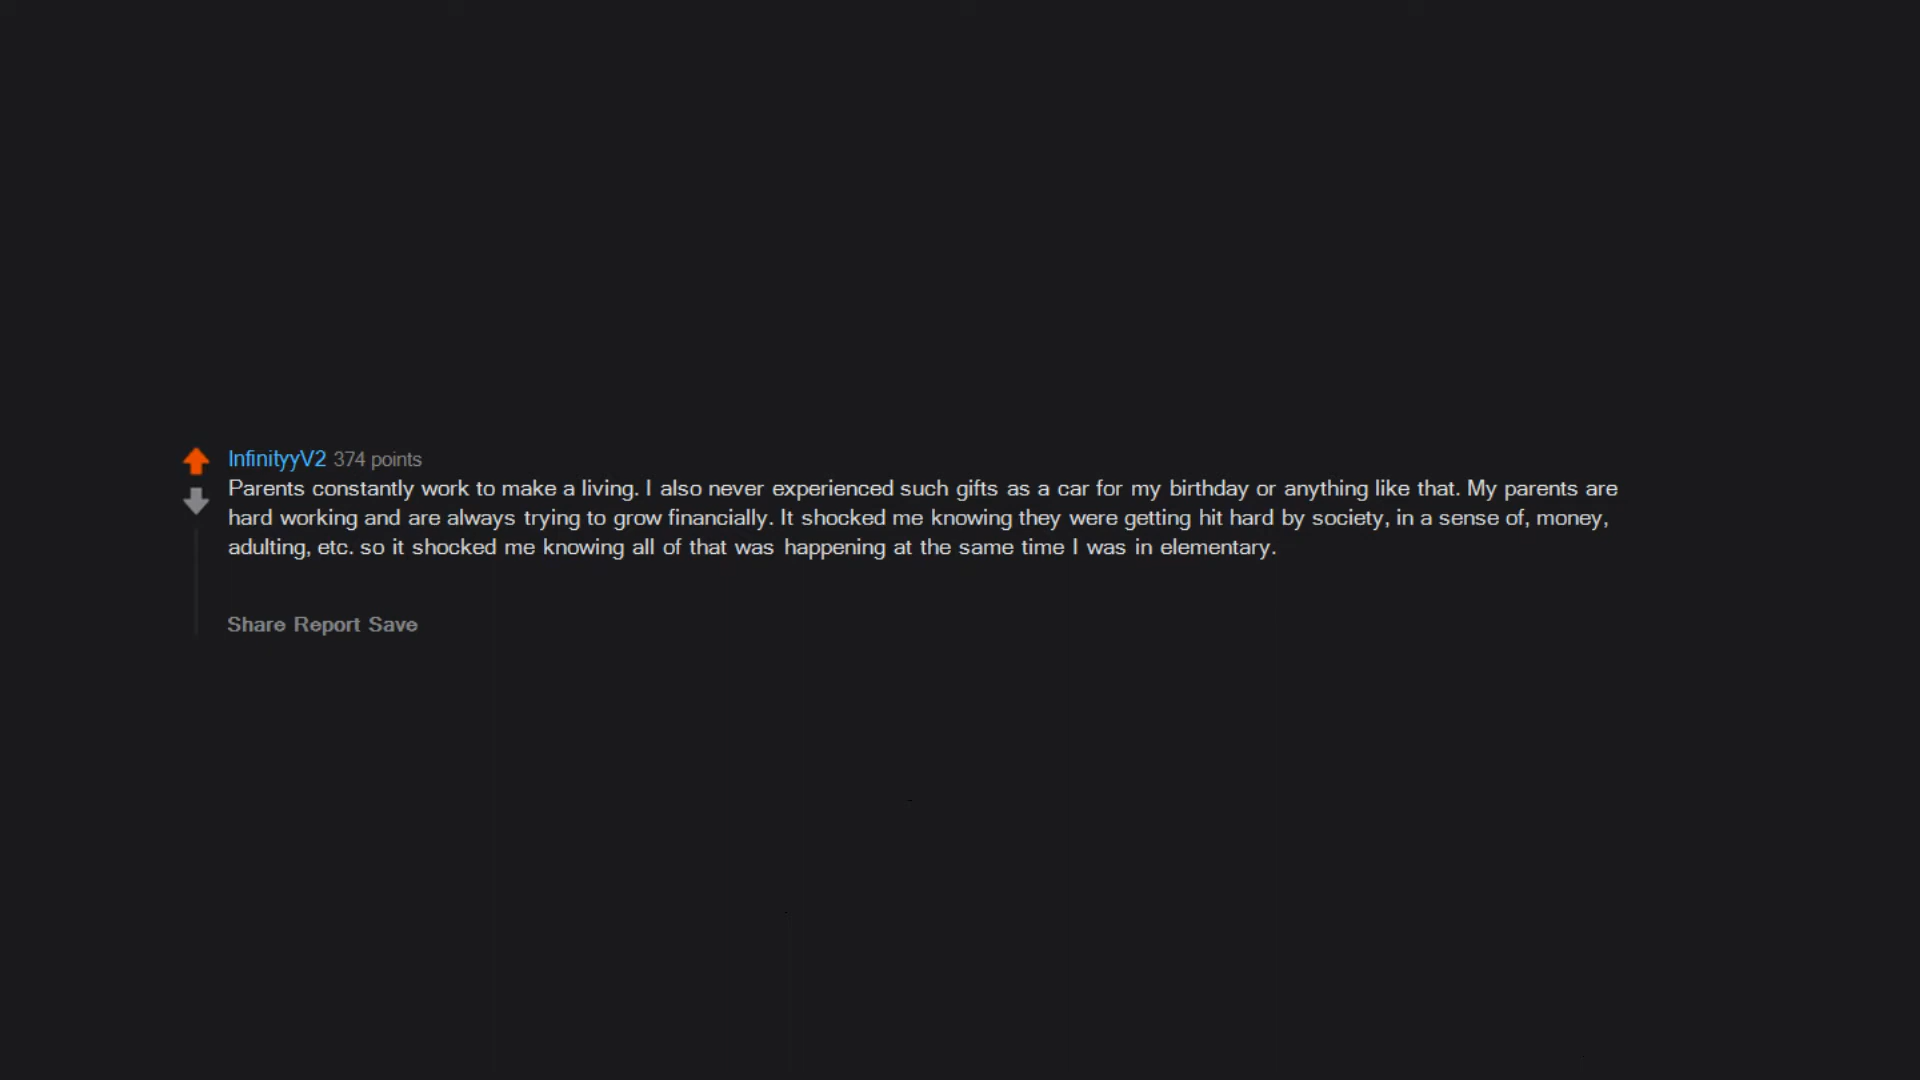 InfinityyV2 374 points
Parents constantly work to make a living. I also never experienced such gifts as a car for my birthday or anything like that. My parents are
hard working and are always trying to grow financially. It shocked me knowing they were getting hit hard by society, in a sense of, money,
adulting, etc. so it shocked me knowing all of that was happening at the same time I was in elementary.
Share Report Save